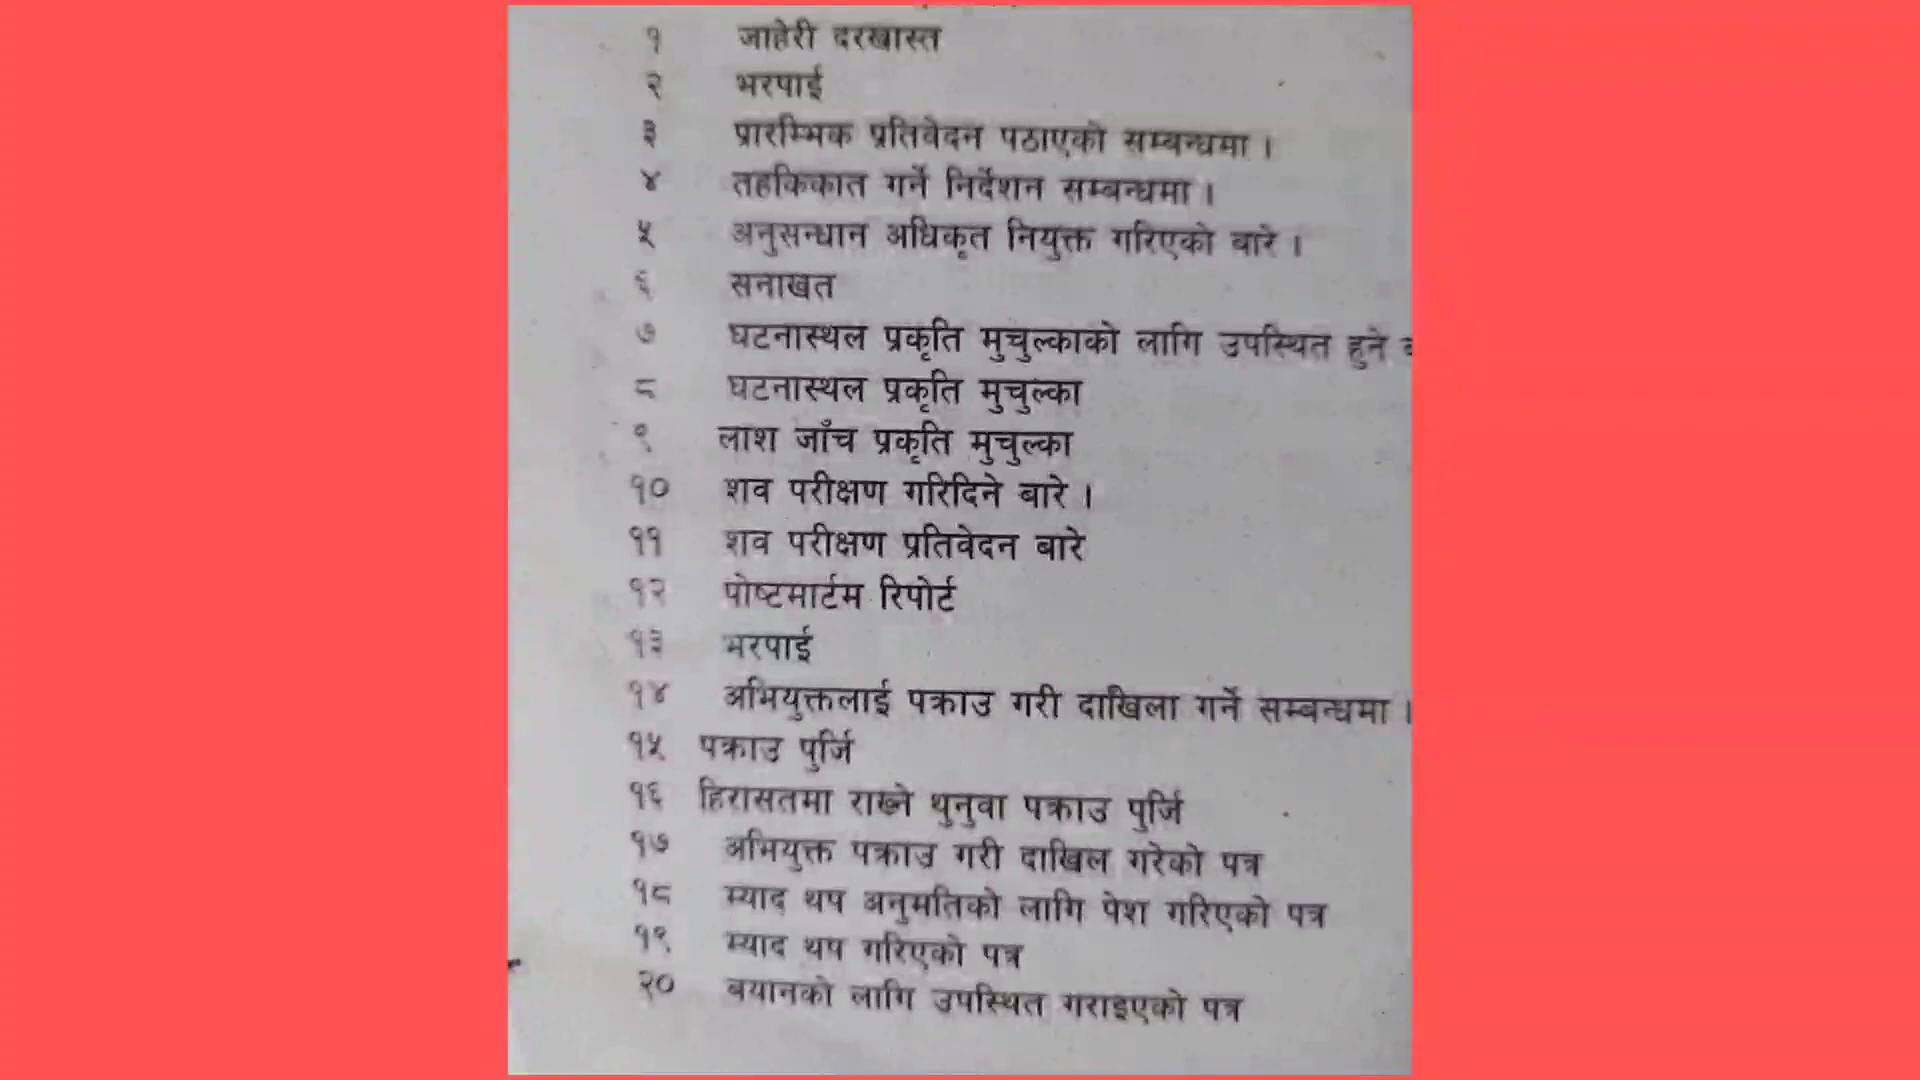 १ जाहेरी दरखास्त
२ भरपाई
३ प्रारम्भिक प्रतिवेदन पठाएको सम्बन्धमा ।
४ तहकिकात गर्ने निर्देशन सम्बन्धमा ।
५ अनुसन्धान अधिकृत नियुक्त गरिएको बारे ।
६ सनाखत
७ घटनास्थल प्रकृति मुचुल्काको लागि उपस्थित हुने
८ घटनास्थल प्रकृति मुचुल्का
९ लाश जाँच प्रकृति मुचुल्का
१० शव परीक्षण गरिदिने बारे ।
११ शव परीक्षण प्रतिवेदन बारे
१२ पोष्टमार्टम रिपोर्ट
१३ भरपाई
१४ अभियुक्तलाई पक्राउ गरी दाखिला गर्ने सम्बन्धमा ।
१५ पक्राउ पुर्जि
१६ हिरासतमा राख्ने थुनुवा पक्राउ पुर्जि
१७ अभियुक्त पक्राउ गरी दाखिल गरेको पत्र
१८ म्याद थप अनुमतिको लागि पेश गरिएको पत्र
१९ म्याद थप गरिएको पत्र
२० बयानको लागि उपस्थित गराइएको पत्र